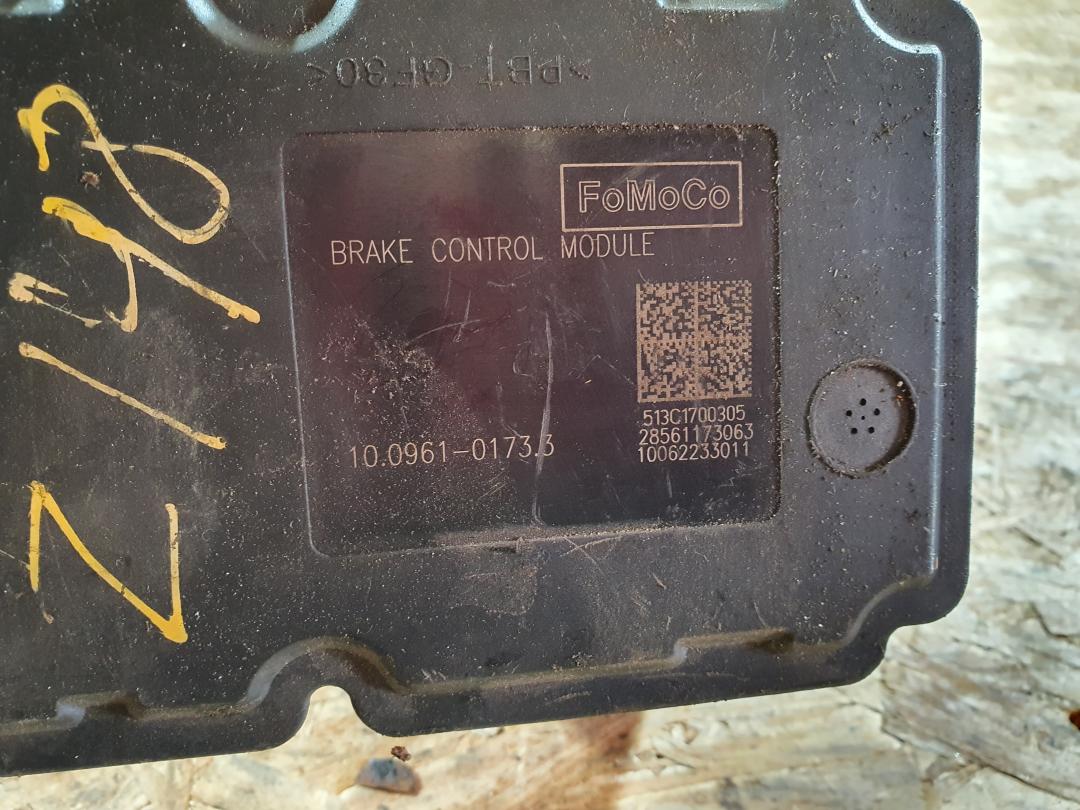 >PBT-GF30<
FoMoCo
BRAKE CONTROL MODULE
513C1700305
28561173063
10062233011
10.0961-0173.3